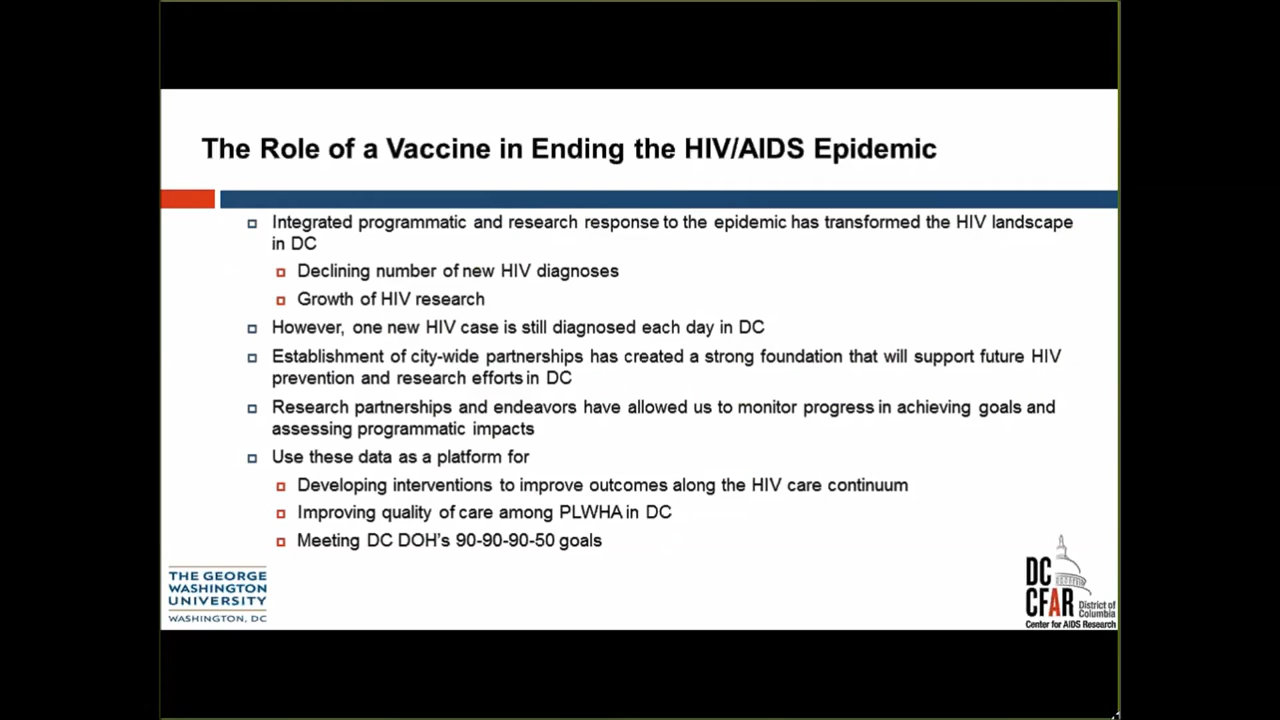 The Role of a Vaccine in Ending the HIV/AIDS Epidemic
Integrated programmatic and research response to the epidemic has transformed the HIV landscape
in DC
Declining number of new HIV diagnoses
Growth of HIV research
However, one new HIV case is still diagnosed each day in DC
Establishment of city-wide partnerships has created a strong foundation that will support future HIV
prevention and research efforts in DC
Research partnerships and endeavors have allowed us to monitor progress in achieving goals and
assessing programmatic impacts
Use these data as a platform for
Developing interventions to improve outcomes along the HIV care continuum
Improving quality of care among PLWHA in DC
Meeting DC DOH's 90-90-90-50 goals
THE GEORGE
WASHINGTON
UNIVERSITY
WASHINGTON, DC
DC
CFAR
District of
Columbia
Center for AIDS Research